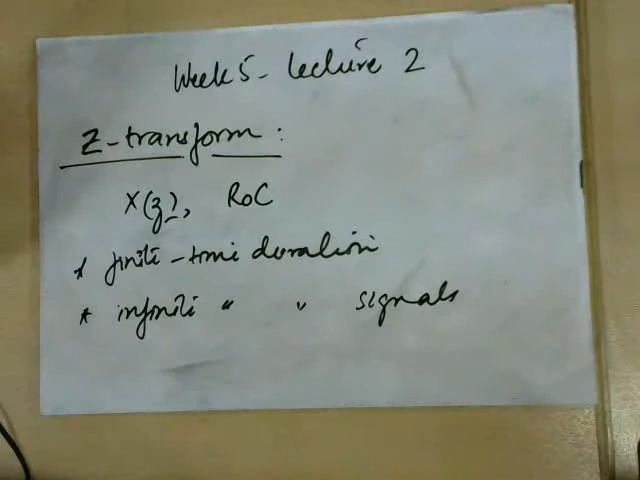 Week 5 - Lecture 2
Z-transform:
X(z), RoC
* finite-time duration
* infinite " " signals